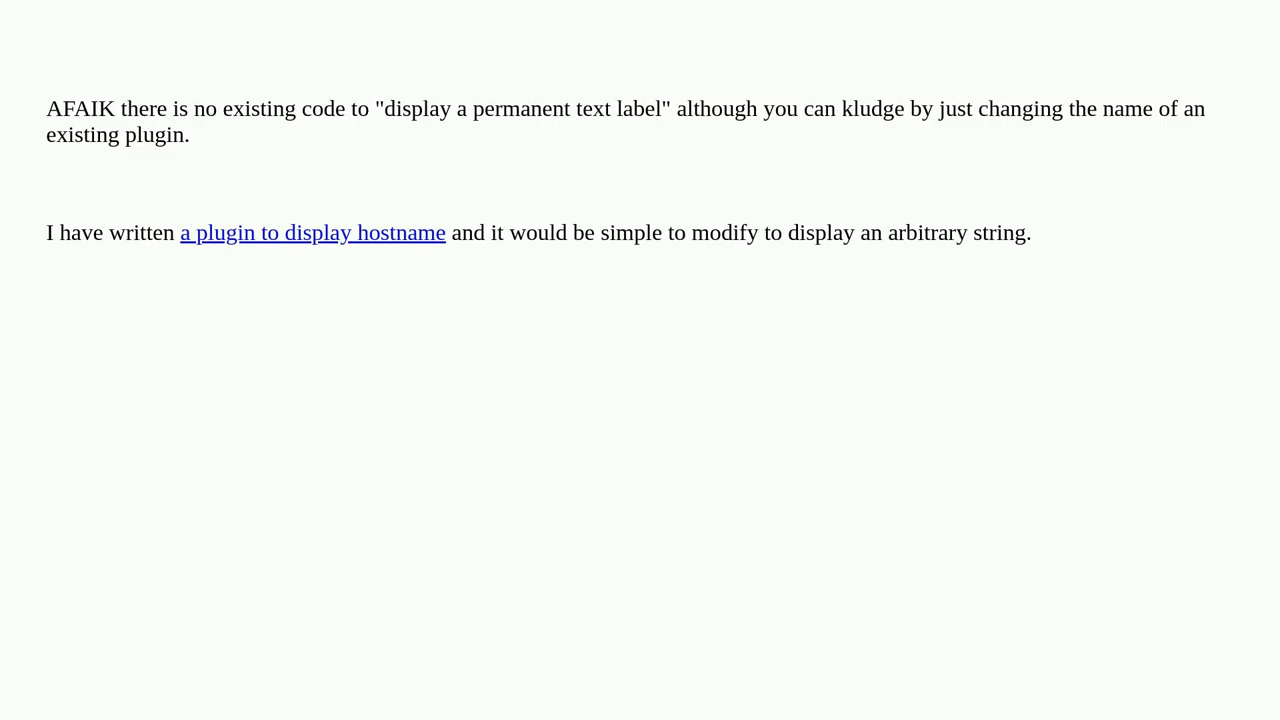 AFAIK there is no existing code to "display a permanent text label" although you can kludge by just changing the name of an
existing plugin.
I have written a plugin to display hostname and it would be simple to modify to display an arbitrary string.